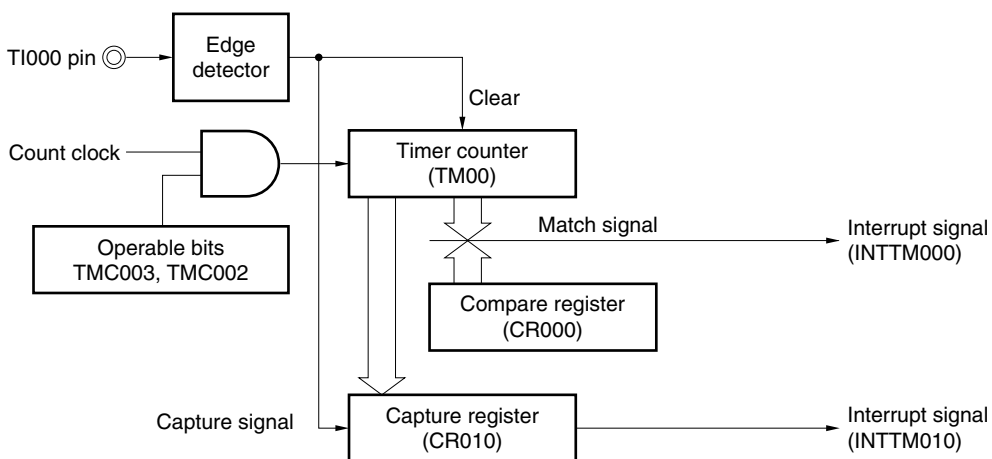 TI000 pin
Edge
detector
Clear
Count clock
Timer counter
(TM00)
Operable bits
TMC003, TMC002
Match signal
Interrupt signal
(INTTM000)
Compare register
(CR000)
Capture signal
Capture register
(CR010)
Interrupt signal
(INTTM010)